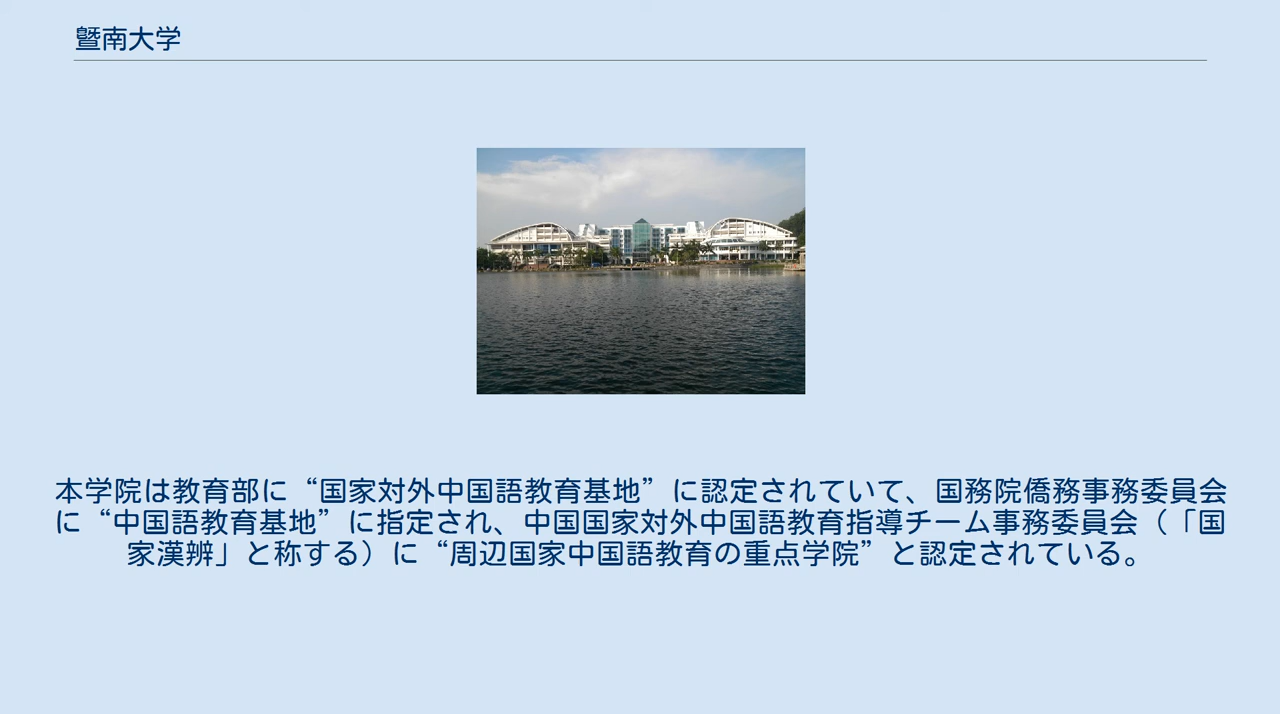 暨南大学
本学院は教育部に“国家対外中国語教育基地”に認定されていて、国務院僑務事務委員会
に“中国語教育基地”に指定され、中国国家対外中国語教育指導チーム事務委員会（「国
家漢辨」と称する）に“周辺国家中国語教育の重点学院”と認定されている。